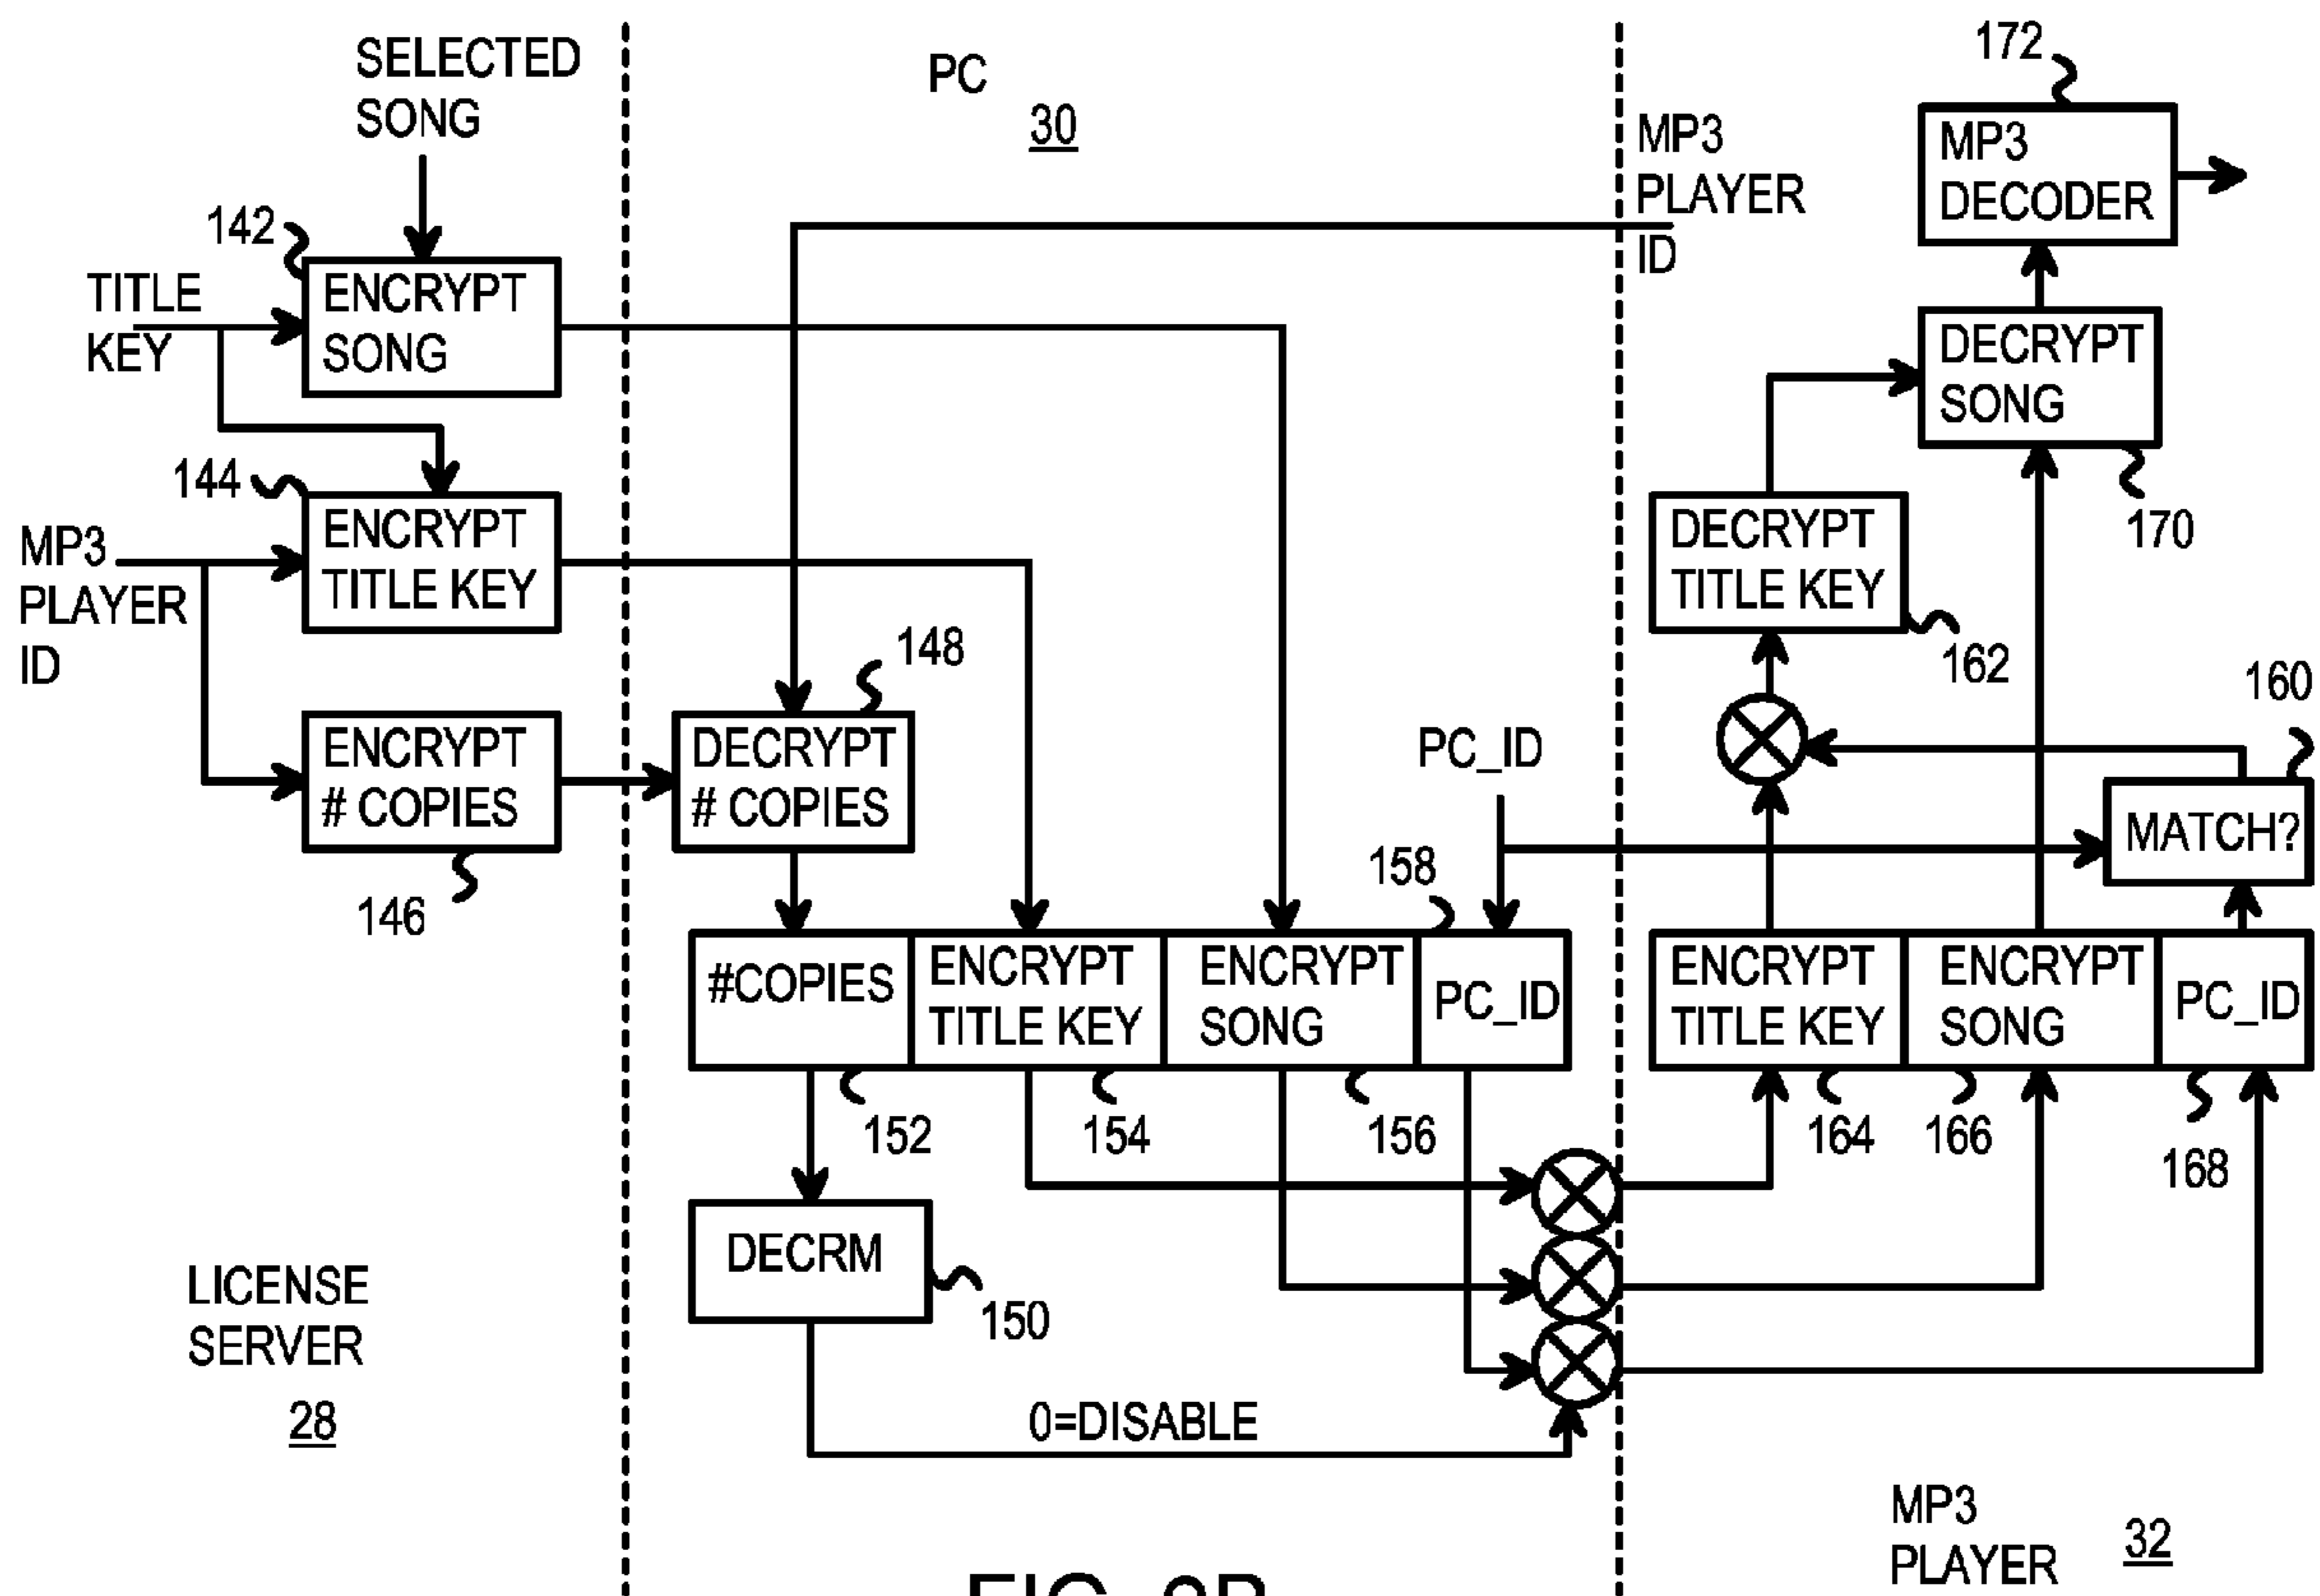 SELECTED
SONG
PC
30
172
MP3
DECODER
MP3
PLAYER
ID
142
TITLE
KEY
ENCRYPT
SONG
DECRYPT
SONG
170
144
MP3
PLAYER
ID
ENCRYPT
TITLE KEY
DECRYPT
TITLE KEY
162
148
160
ENCRYPT
# COPIES
146
DECRYPT
# COPIES
PC_ID
MATCH?
158
#COPIES
ENCRYPT
TITLE KEY
ENCRYPT
SONG
PC_ID
ENCRYPT
TITLE KEY
ENCRYPT
SONG
PC_ID
152
154
156
164
166
168
DECRM
150
LICENSE
SERVER
28
0=DISABLE
MP3
PLAYER
32